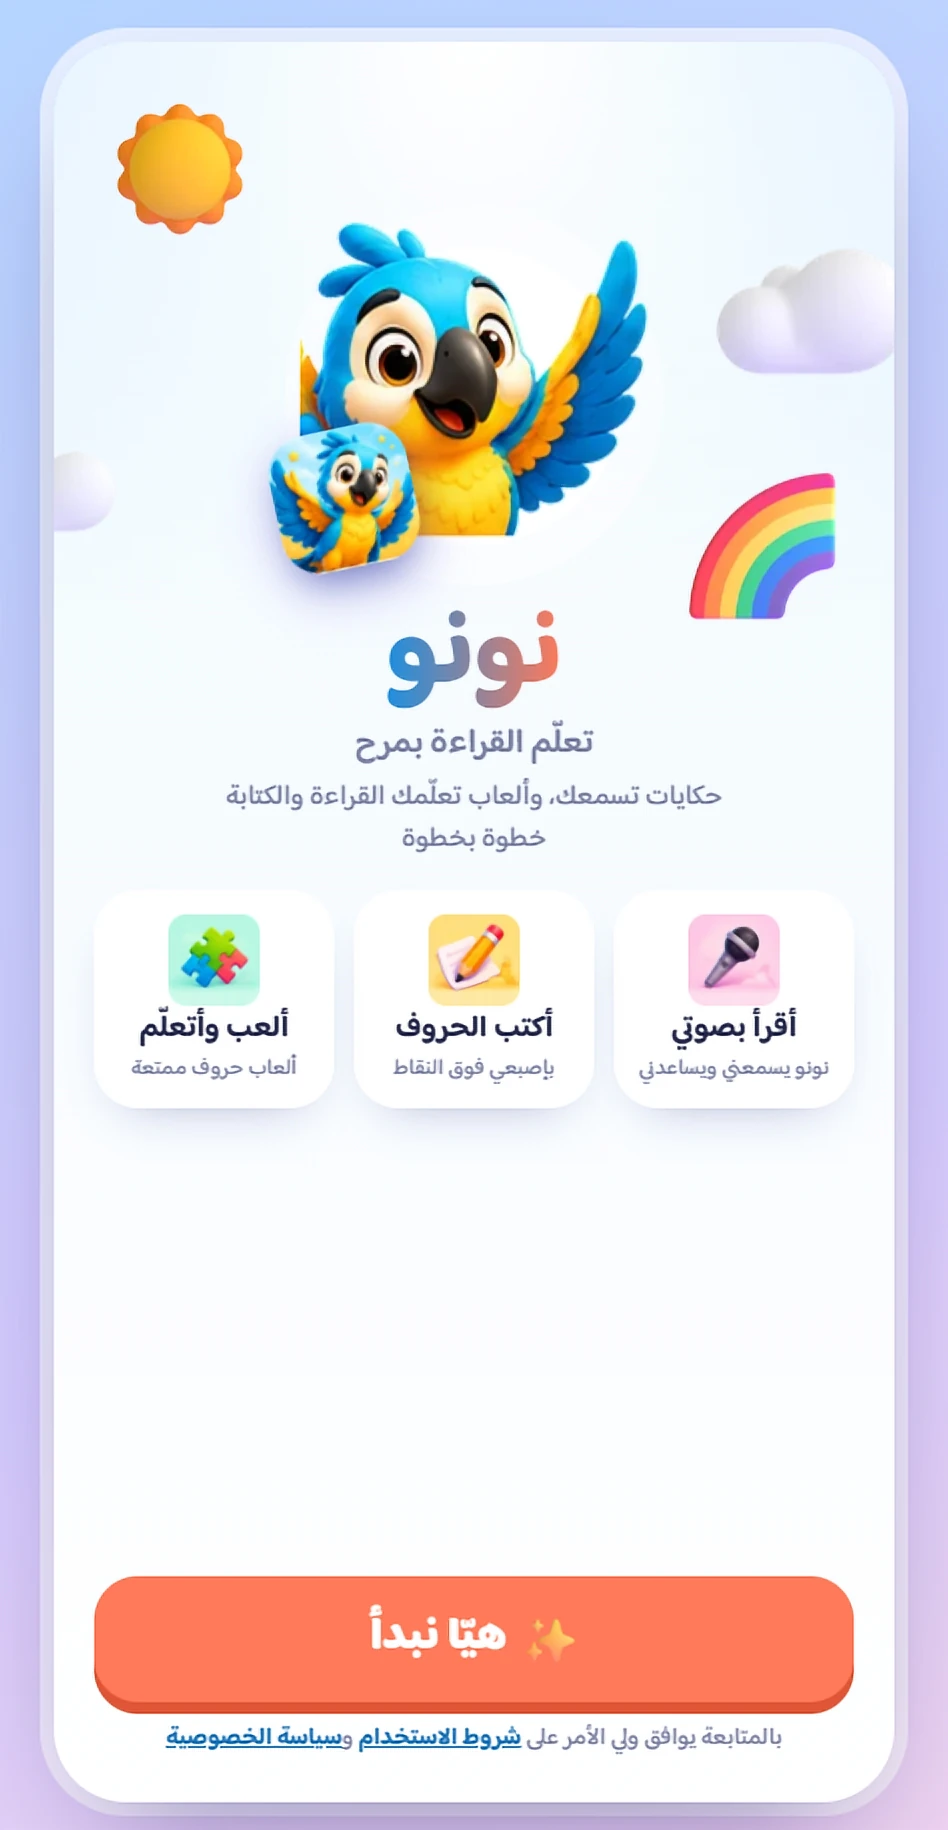 نونو
تعلّم القراءة بمرح
حكايات تسمعك، وألعاب تعلّمك القراءة والكتابة
خطوة بخطوة
أقرأ بصوتي
نونو يسمعني ويساعدني
أكتب الحروف
بإصبعي فوق النقاط
ألعب وأتعلّم
ألعاب حروف ممتعة
هيّا نبدأ
بالمتابعة يوافق ولي الأمر على شروط الاستخدام وسياسة الخصوصية